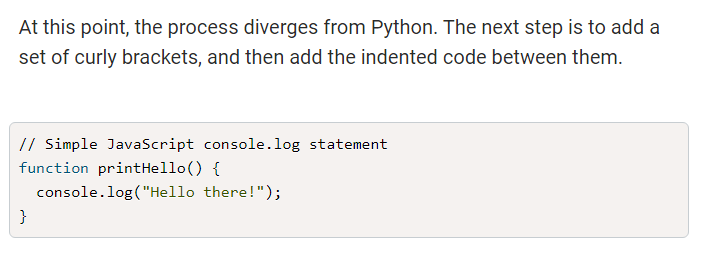 At this point, the process diverges from Python. The next step is to add a
set of curly brackets, and then add the indented code between them.
// Simple JavaScript console.log statement
function printHello() {
  console.log("Hello there!");
}